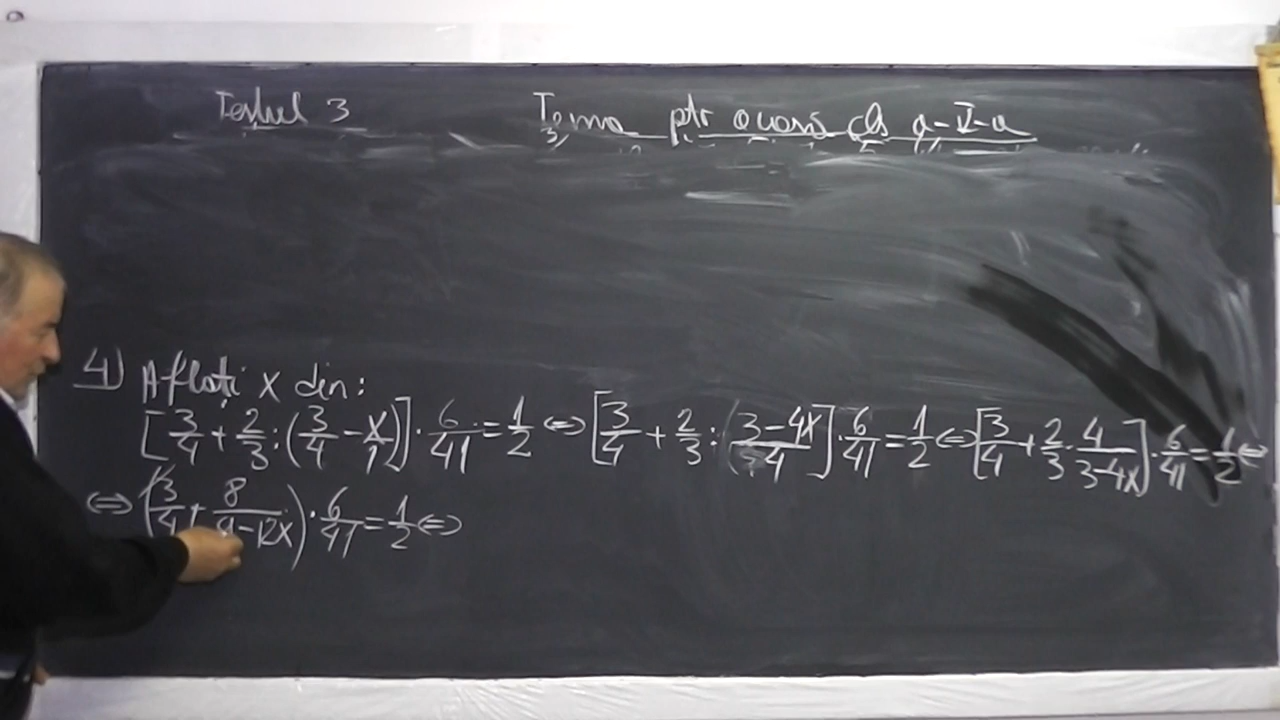 Testul 3
Tema ptr acasă cls a-V-a
4) Aflați x din:
[3/4 + 2/3 : (3/4 - x/1)] · 6/41 = 1/2 ⇔ [3/4 + 2/3 : (3-4x)/4] · 6/41 = 1/2 ⇔ [3/4 + 2/3 · 4/(3-4x)] · 6/41 = 1/2 ⇔
⇔ (3/4 + 8/(9-12x)) · 6/41 = 1/2 ⇔